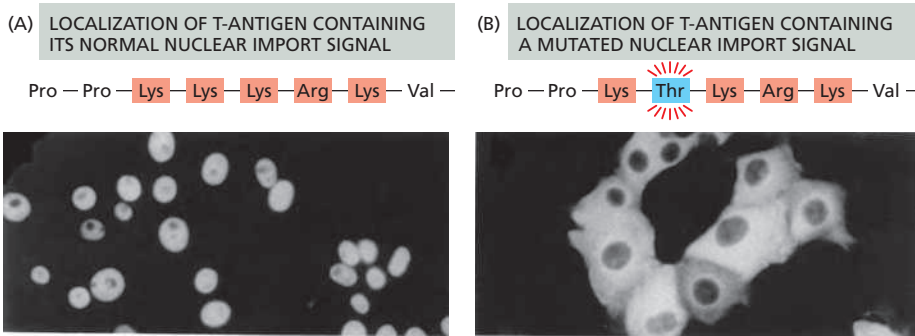 (A) LOCALIZATION OF T-ANTIGEN CONTAINING
ITS NORMAL NUCLEAR IMPORT SIGNAL
Pro — Pro — Lys — Lys — Lys — Arg — Lys — Val —
(B) LOCALIZATION OF T-ANTIGEN CONTAINING
A MUTATED NUCLEAR IMPORT SIGNAL
Pro — Pro — Lys — Thr — Lys — Arg — Lys — Val —